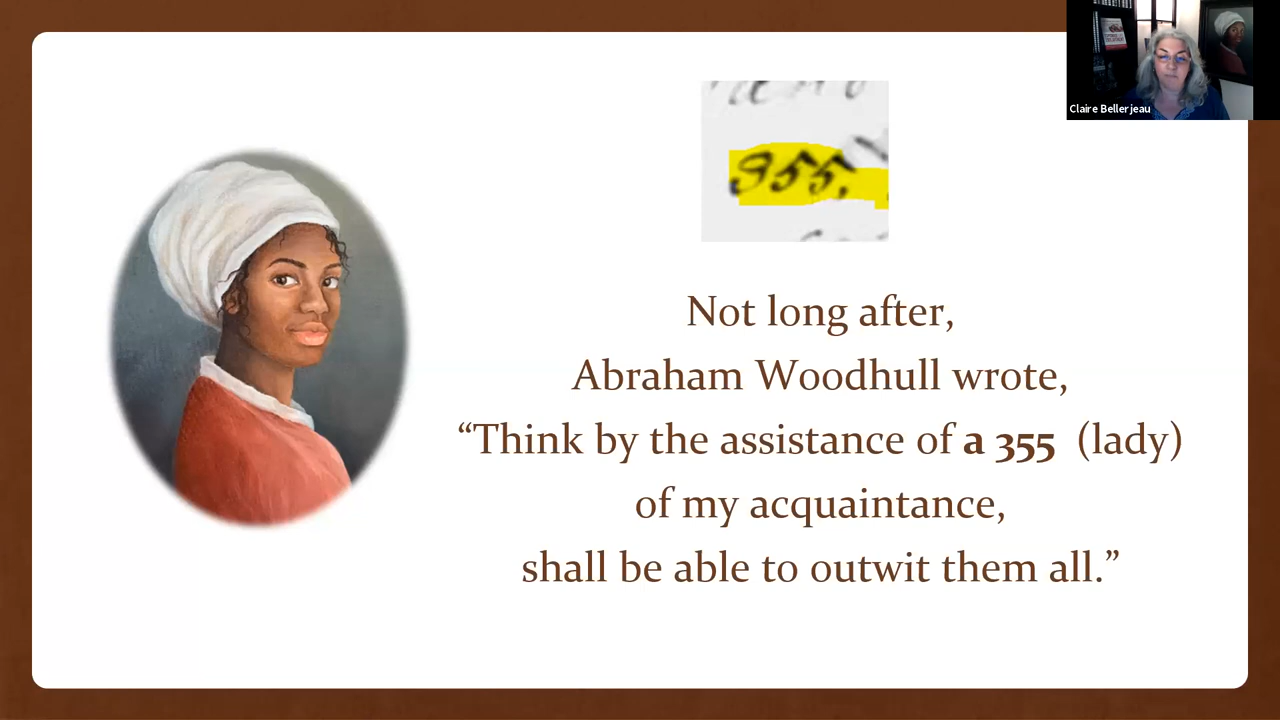 355,
Not long after,
Abraham Woodhull wrote,
“Think by the assistance of a 355 (lady)
of my acquaintance,
shall be able to outwit them all.”
Claire Bellerjeau